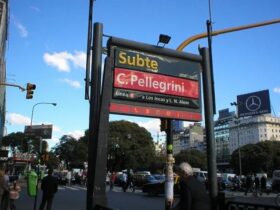 Subte
C. Pellegrini
a Los Incas y L. N. Alem